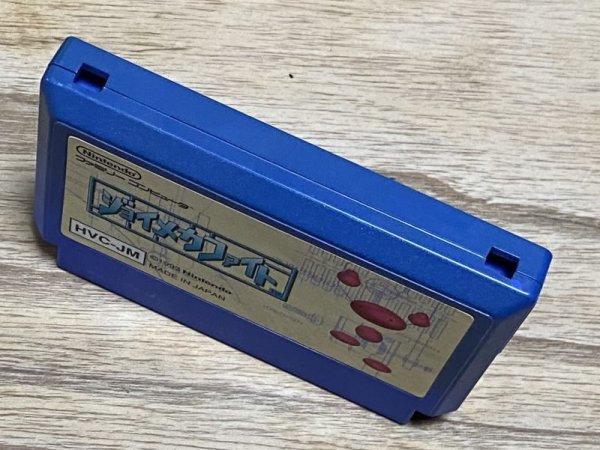 Nintendo
ファミリーコンピュータ
ジョイメカファイト
HVC-JM
©1993 Nintendo
MADE IN JAPAN